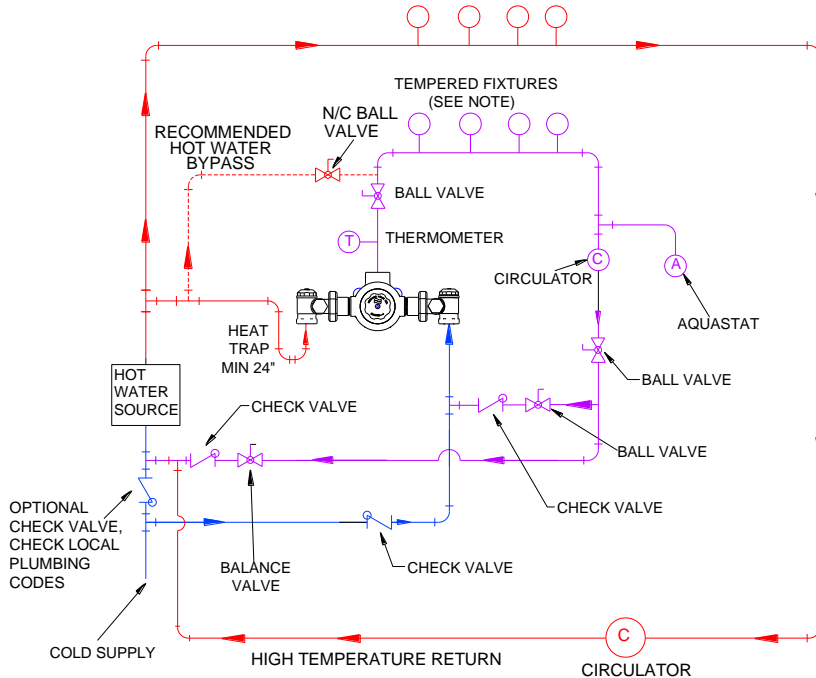 TEMPERED FIXTURES
(SEE NOTE)
N/C BALL
VALVE
RECOMMENDED
HOT WATER
BYPASS
BALL VALVE
T
THERMOMETER
C
CIRCULATOR
A
AQUASTAT
HEAT
TRAP
MIN 24"
HOT
WATER
SOURCE
BALL VALVE
CHECK VALVE
BALL VALVE
CHECK VALVE
OPTIONAL
CHECK VALVE,
CHECK LOCAL
PLUMBING
CODES
BALANCE
VALVE
CHECK VALVE
COLD SUPPLY
HIGH TEMPERATURE RETURN
C
CIRCULATOR